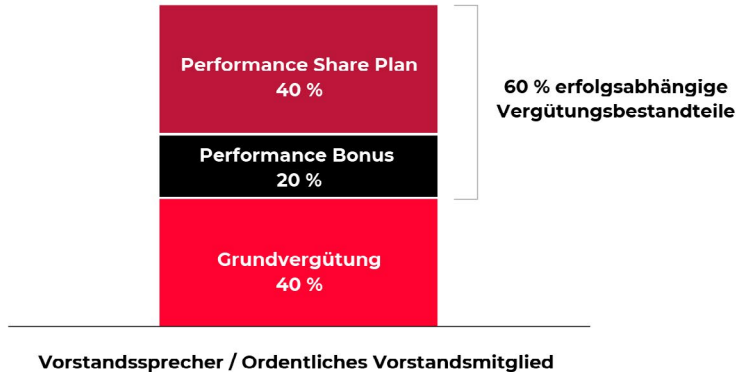 Performance Share Plan
40 %
60 % erfolgsabhängige
Vergütungsbestandteile
Performance Bonus
20 %
Grundvergütung
40 %
Vorstandssprecher / Ordentliches Vorstandsmitglied